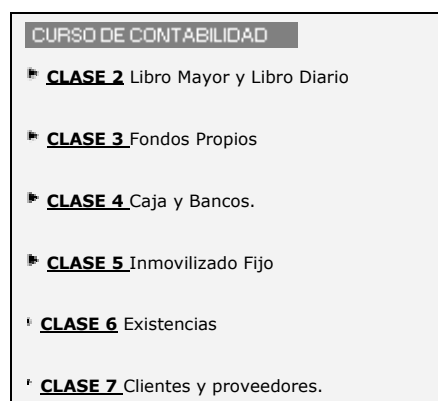 CURSO DE CONTABILIDAD
CLASE 2 Libro Mayor y Libro Diario
CLASE 3 Fondos Propios
CLASE 4 Caja y Bancos.
CLASE 5 Inmovilizado Fijo
CLASE 6 Existencias
CLASE 7 Clientes y proveedores.